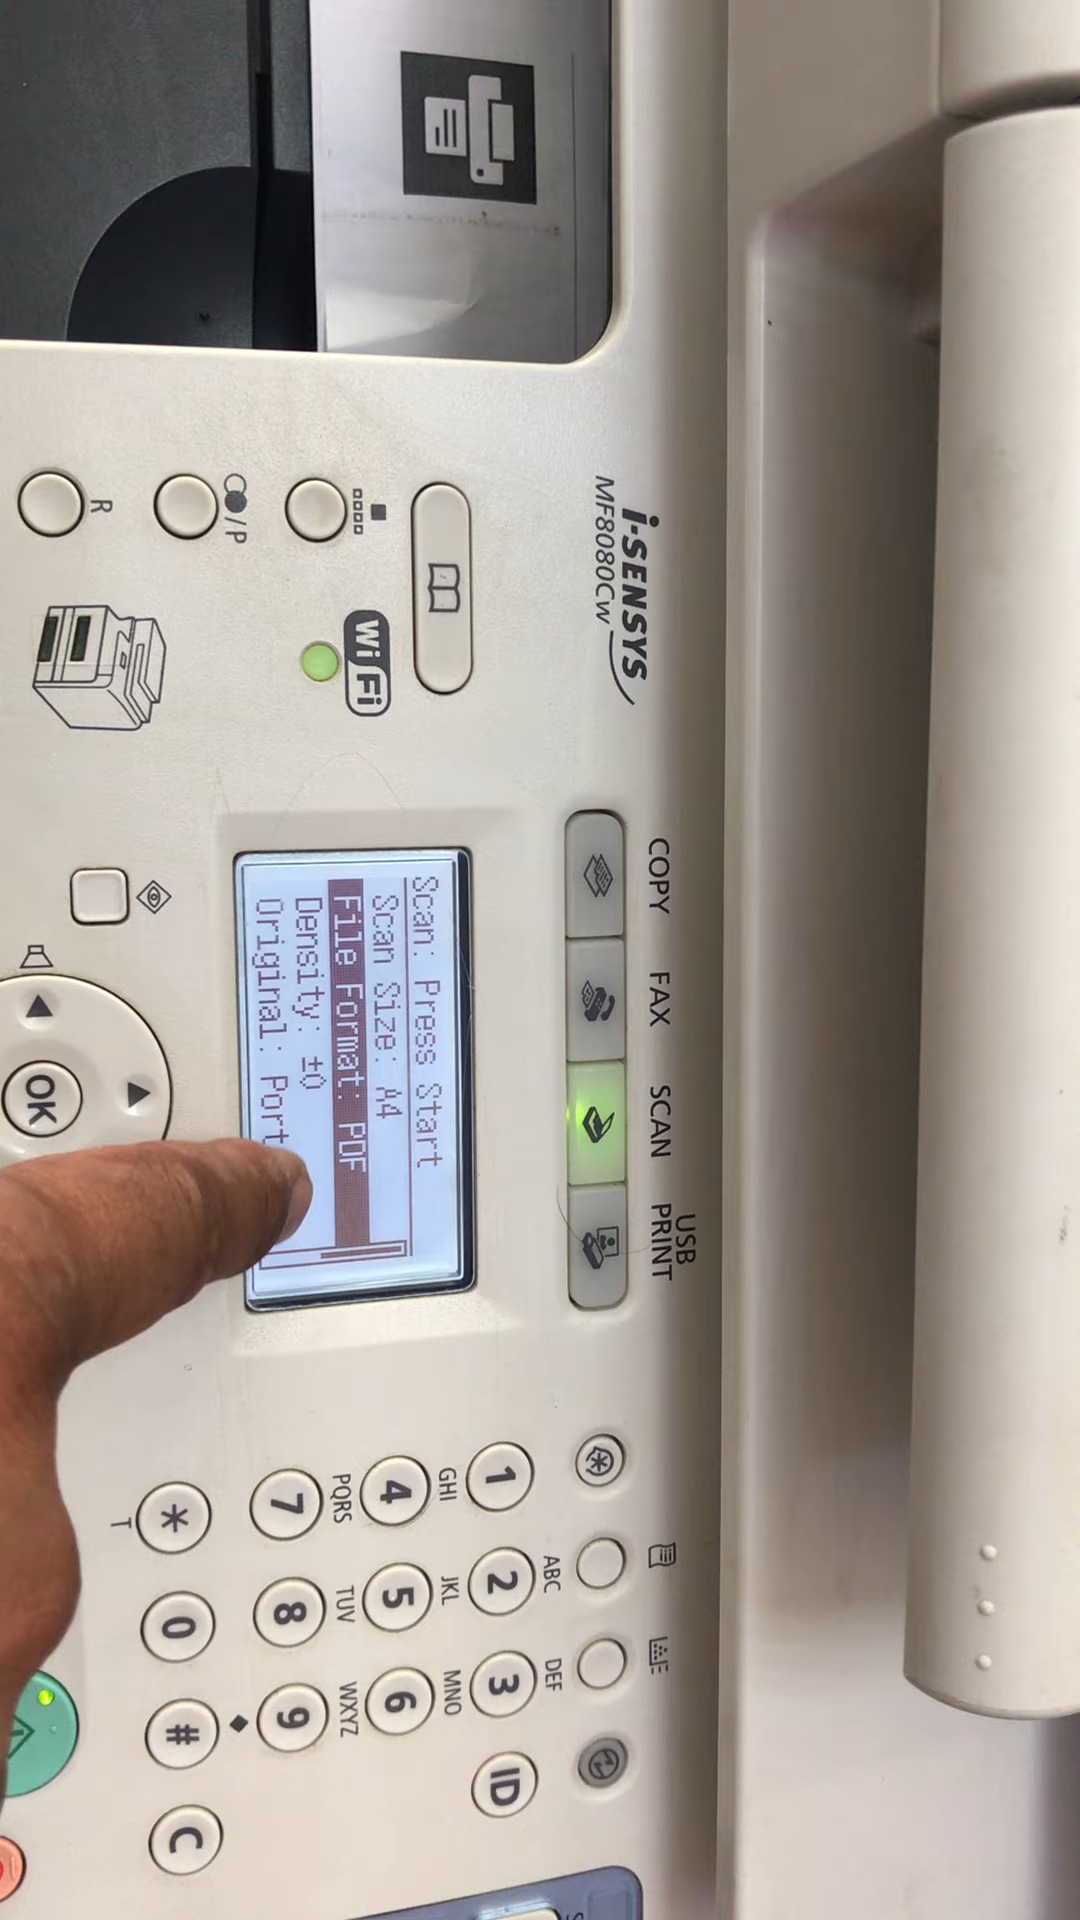 i-SENSYS
MF8080Cw
COPY
FAX
SCAN
USB
PRINT
Wi Fi
R
/P
Scan: Press Start
Scan Size: A4
File Format: PDF
Density: ±0
Original: Port
OK
1
2 ABC
3 DEF
4 GHI
5 JKL
6 MNO
7 PQRS
8 TUV
9 WXYZ
* T
0
#
ID
C